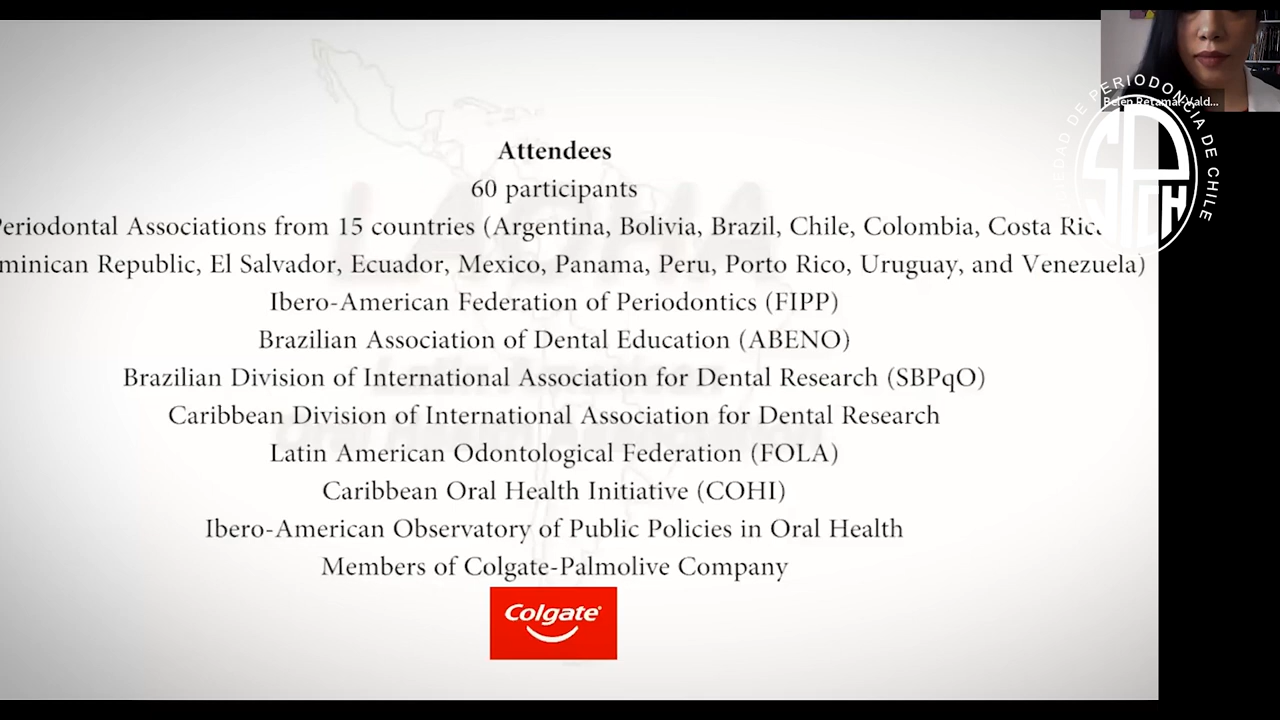 Attendees
60 participants
Periodontal Associations from 15 countries (Argentina, Bolivia, Brazil, Chile, Colombia, Costa
minican Republic, El Salvador, Ecuador, Mexico, Panama, Peru, Porto Rico, Uruguay, and Venezuela)
Ibero-American Federation of Periodontics (FIPP)
Brazilian Association of Dental Education (ABENO)
Brazilian Division of International Association for Dental Research (SBPqO)
Caribbean Division of International Association for Dental Research
Latin American Odontological Federation (FOLA)
Caribbean Oral Health Initiative (COHI)
Ibero-American Observatory of Public Policies in Oral Health
Members of Colgate-Palmolive Company
Colgate
Belen Retamal-Vald...
CIEDAD DE PERIODONCIA DE CHILE
SPCH